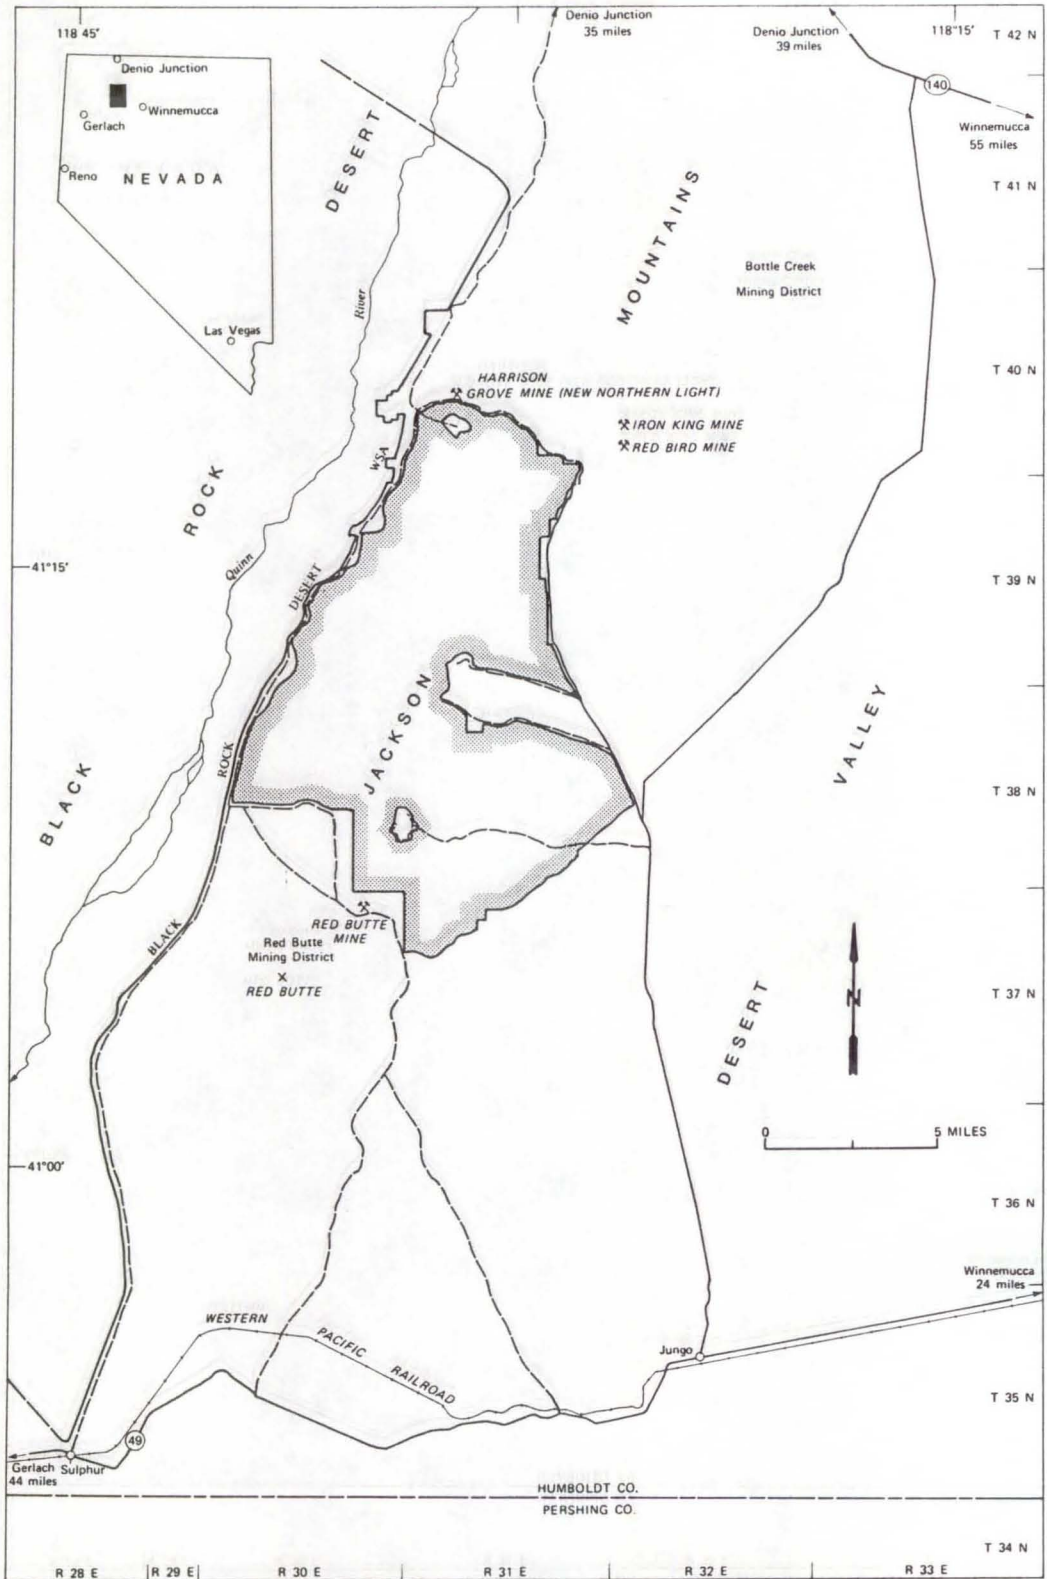 118 45'
Denio Junction
35 miles
Denio Junction
39 miles
118°15'
T 42 N
140
Winnemucca
55 miles
Denio Junction
Winnemucca
Gerlach
Reno
NEVADA
Las Vegas
T 41 N
DESERT
MOUNTAINS
Bottle Creek
Mining District
River
T 40 N
HARRISON
GROVE MINE (NEW NORTHERN LIGHT)
IRON KING MINE
RED BIRD MINE
WSA
ROCK
Quinn
41°15'
DESERT
T 39 N
JACKSON
VALLEY
ROCK
BLACK
T 38 N
RED BUTTE
MINE
BLACK
Red Butte
Mining District
RED BUTTE
N
T 37 N
DESERT
0 5 MILES
41°00'
T 36 N
Winnemucca
24 miles
WESTERN PACIFIC RAILROAD
Jungo
T 35 N
49
Gerlach
44 miles
Sulphur
HUMBOLDT CO.
PERSHING CO.
T 34 N
R 28 E R 29 E R 30 E R 31 E R 32 E R 33 E